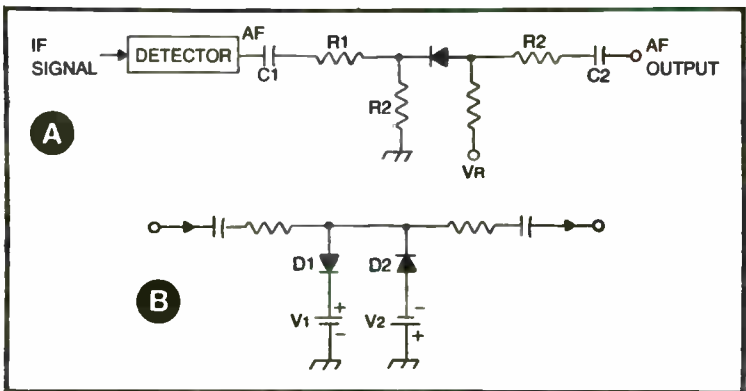 IF SIGNAL
DETECTOR
AF
C1
R1
R2
VR
R2
C2
AF OUTPUT
A
D1
D2
V1
+
-
V2
-
+
B